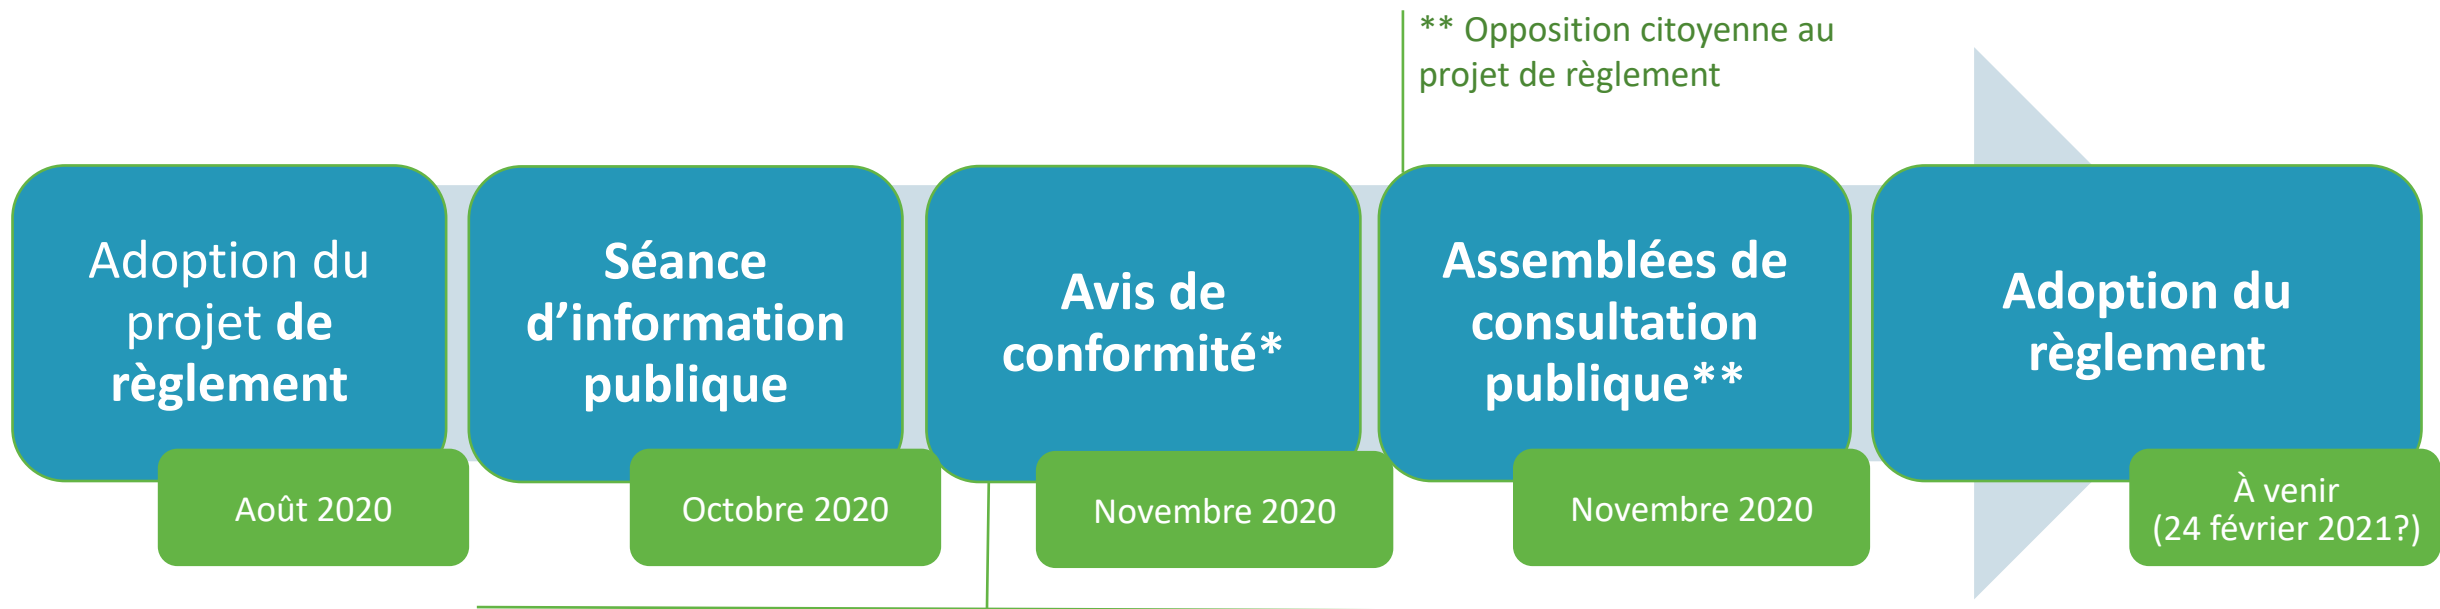 ** Opposition citoyenne au
projet de règlement
Adoption du
projet de
règlement
Août 2020
Séance
d’information
publique
Octobre 2020
Avis de
conformité*
Novembre 2020
Assemblées de
consultation
publique**
Novembre 2020
Adoption du
règlement
À venir
(24 février 2021?)